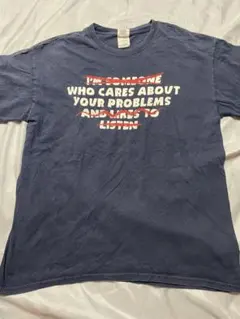 I'M SOMEONE
WHO CARES ABOUT
YOUR PROBLEMS
AND LIKES TO
LISTEN